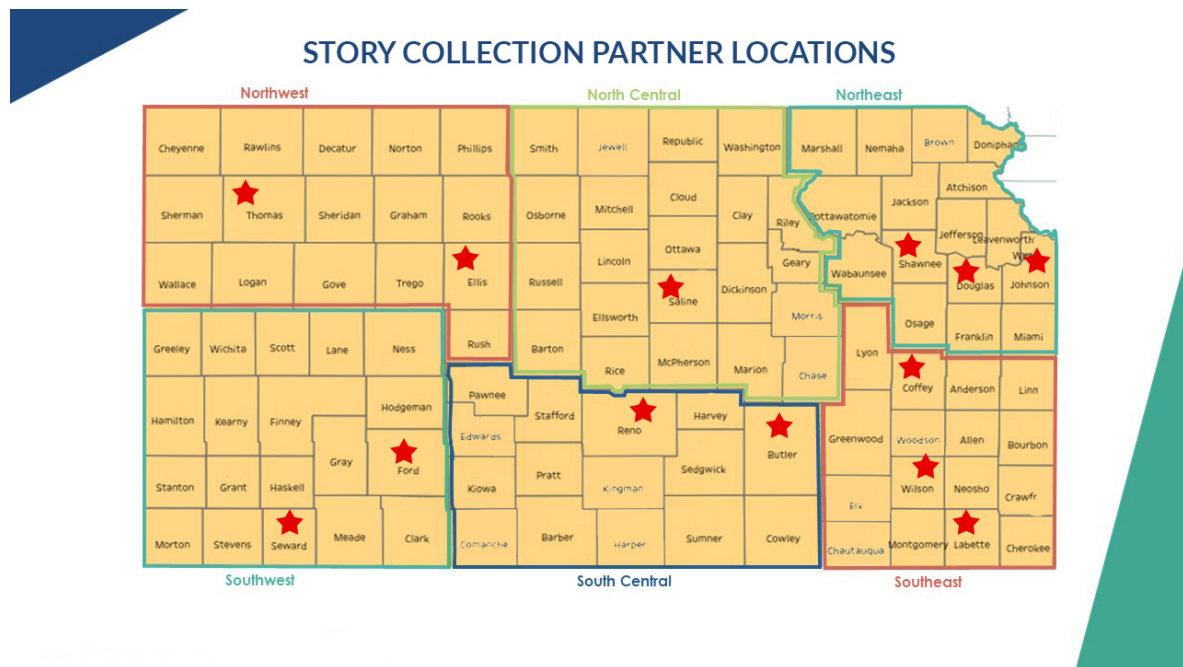 STORY COLLECTION PARTNER LOCATIONS
Northwest
North Central
Northeast
Cheyenne
Rawlins
Decatur
Norton
Phillips
Smith
Jewell
Republic
Washington
Marshall
Nemaha
Brown
Doniphan
Sherman
Thomas
Sheridan
Graham
Rooks
Osborne
Mitchell
Cloud
Clay
Riley
Pottawatomie
Jackson
Atchison
Jefferson
Leavenworth
Wallace
Logan
Gove
Trego
Ellis
Russell
Lincoln
Ottawa
Saline
Dickinson
Geary
Wabaunsee
Shawnee
Douglas
Johnson
Rush
Barton
Ellsworth
Rice
McPherson
Marion
Morris
Chase
Lyon
Osage
Franklin
Miami
Greeley
Wichita
Scott
Lane
Ness
Hodgeman
Pawnee
Stafford
Reno
Harvey
Butler
Coffey
Anderson
Linn
Hamilton
Kearny
Finney
Gray
Ford
Edwards
Sedgwick
Greenwood
Woodson
Allen
Bourbon
Stanton
Grant
Haskell
Kiowa
Pratt
Kingman
Elk
Wilson
Neosho
Crawfr
Morton
Stevens
Seward
Meade
Clark
Comanche
Barber
Harper
Sumner
Cowley
Chautauqua
Montgomery
Labette
Cherokee
Southwest
South Central
Southeast